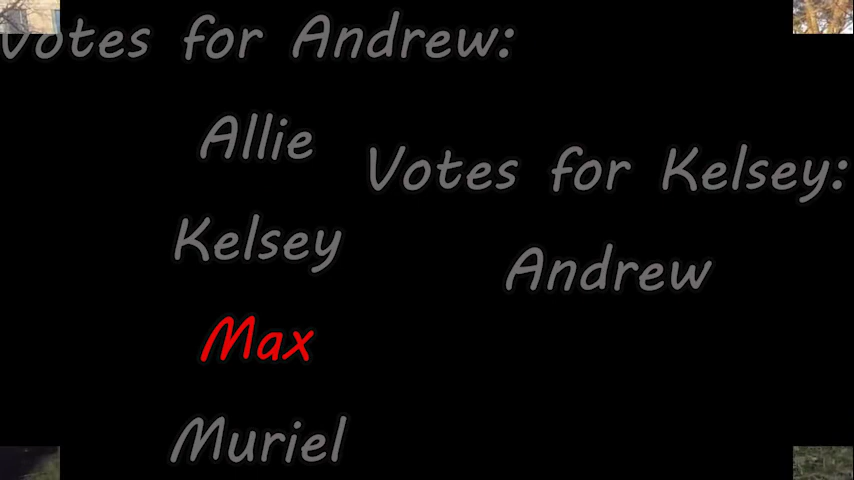 Votes for Andrew:
Allie
Kelsey
Max
Muriel
Votes for Kelsey:
Andrew